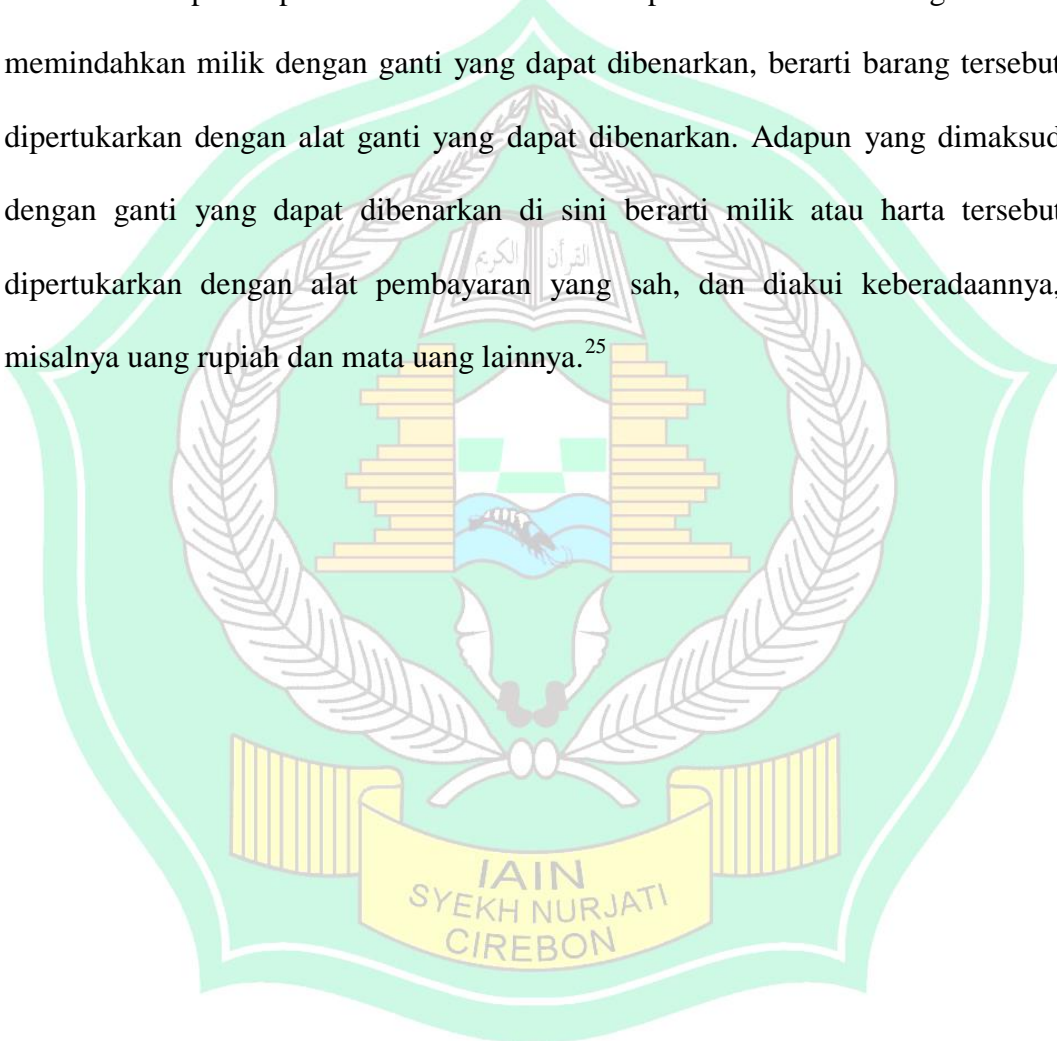 memindahkan milik dengan ganti yang dapat dibenarkan, berarti barang tersebut
dipertukarkan dengan alat ganti yang dapat dibenarkan. Adapun yang dimaksud
dengan ganti yang dapat dibenarkan di sini berarti milik atau harta tersebut
dipertukarkan dengan alat pembayaran yang sah, dan diakui keberadaannya,
misalnya uang rupiah dan mata uang lainnya.25
القرآن الكريم
IAIN
SYEKH NURJATI
CIREBON